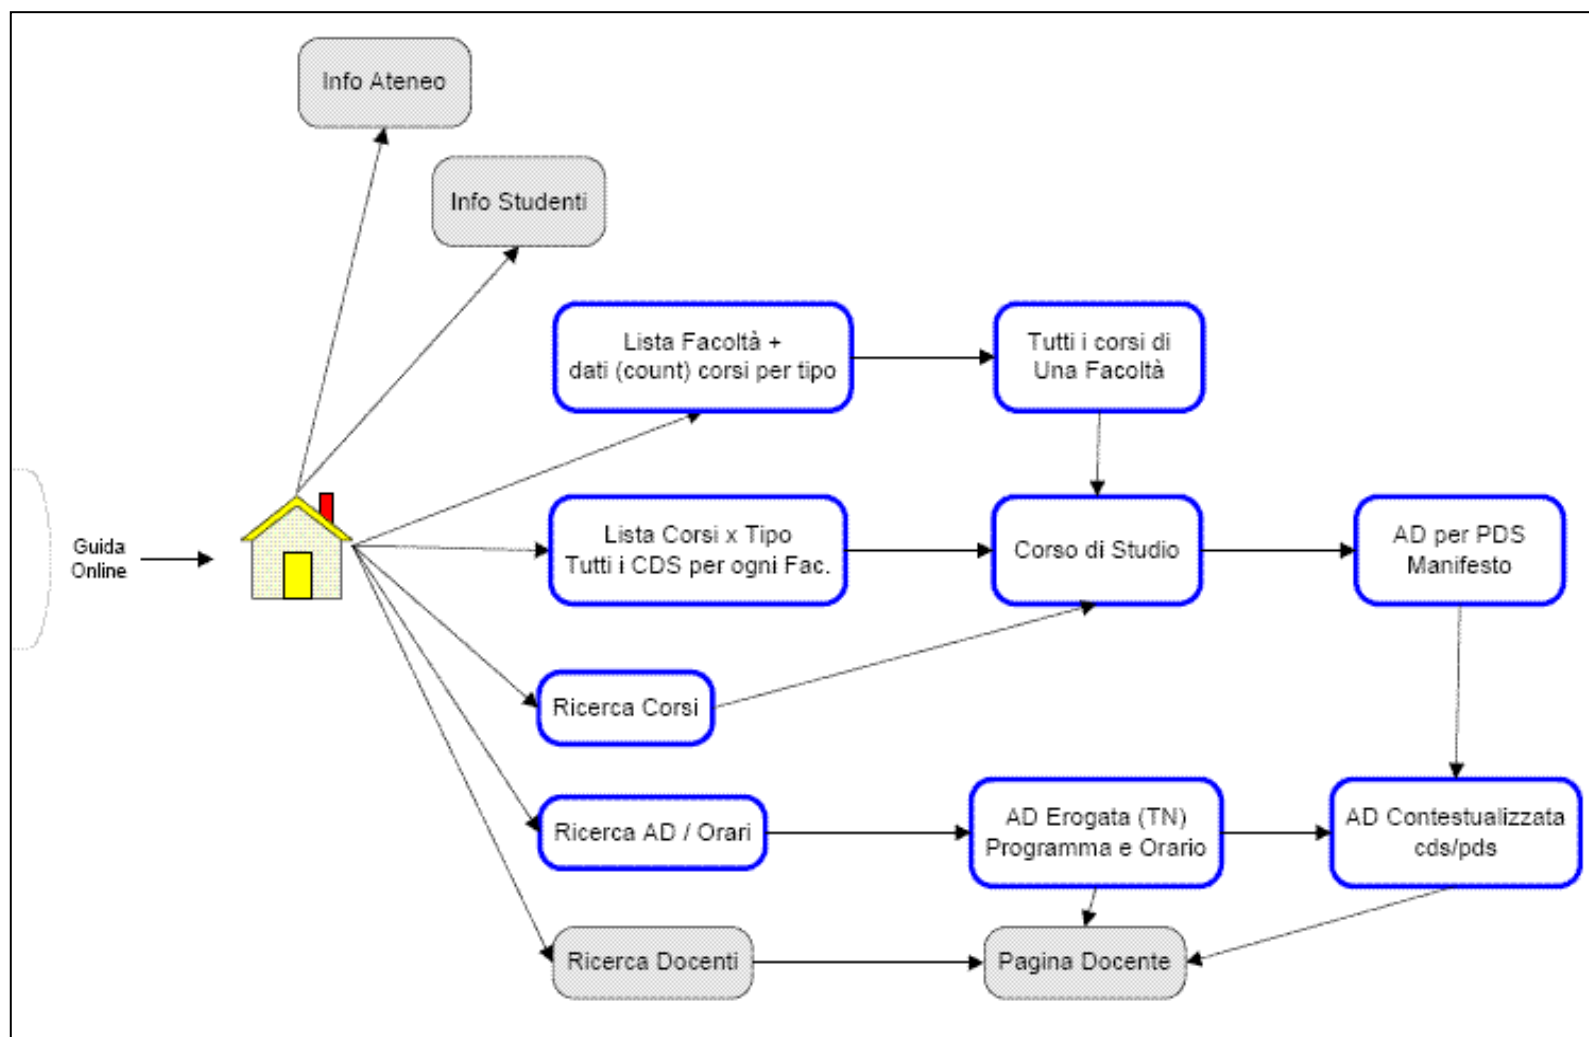 Info Ateneo
Info Studenti
Lista Facoltà +
dati (count) corsi per tipo
Tutti i corsi di
Una Facoltà
Guida
Online
Lista Corsi x Tipo
Tutti i CDS per ogni Fac.
Corso di Studio
AD per PDS
Manifesto
Ricerca Corsi
Ricerca AD / Orari
AD Erogata (TN)
Programma e Orario
AD Contestualizzata
cds/pds
Ricerca Docenti
Pagina Docente